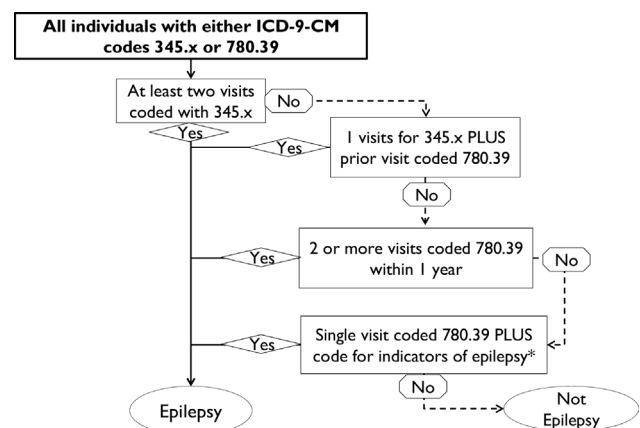 All individuals with either ICD-9-CM
codes 345.x or 780.39
At least two visits
coded with 345.x
No
Yes
1 visits for 345.x PLUS
prior visit coded 780.39
Yes
No
2 or more visits coded 780.39
within 1 year
Yes
No
Single visit coded 780.39 PLUS
code for indicators of epilepsy*
Yes
No
Epilepsy
Not
Epilepsy